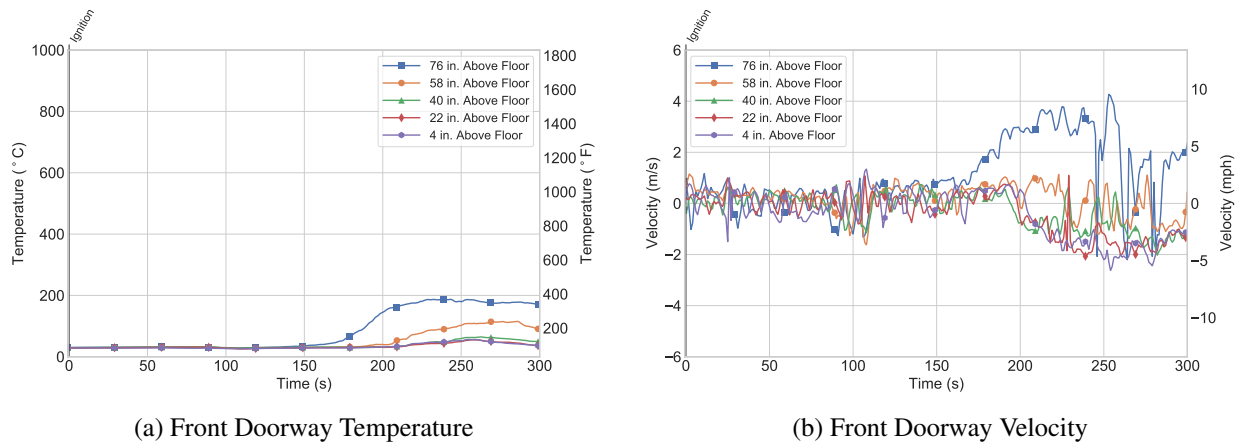 Ignition
1000
800
600
400
200
0
Temperature (°C)
1800
1600
1400
1200
1000
800
600
400
200
Temperature (°F)
76 in. Above Floor
58 in. Above Floor
40 in. Above Floor
22 in. Above Floor
4 in. Above Floor
0 50 100 150 200 250 300
Time (s)
(a) Front Doorway Temperature
Ignition
6
4
2
0
−2
−4
−6
Velocity (m/s)
10
5
0
−5
−10
Velocity (mph)
76 in. Above Floor
58 in. Above Floor
40 in. Above Floor
22 in. Above Floor
4 in. Above Floor
0 50 100 150 200 250 300
Time (s)
(b) Front Doorway Velocity